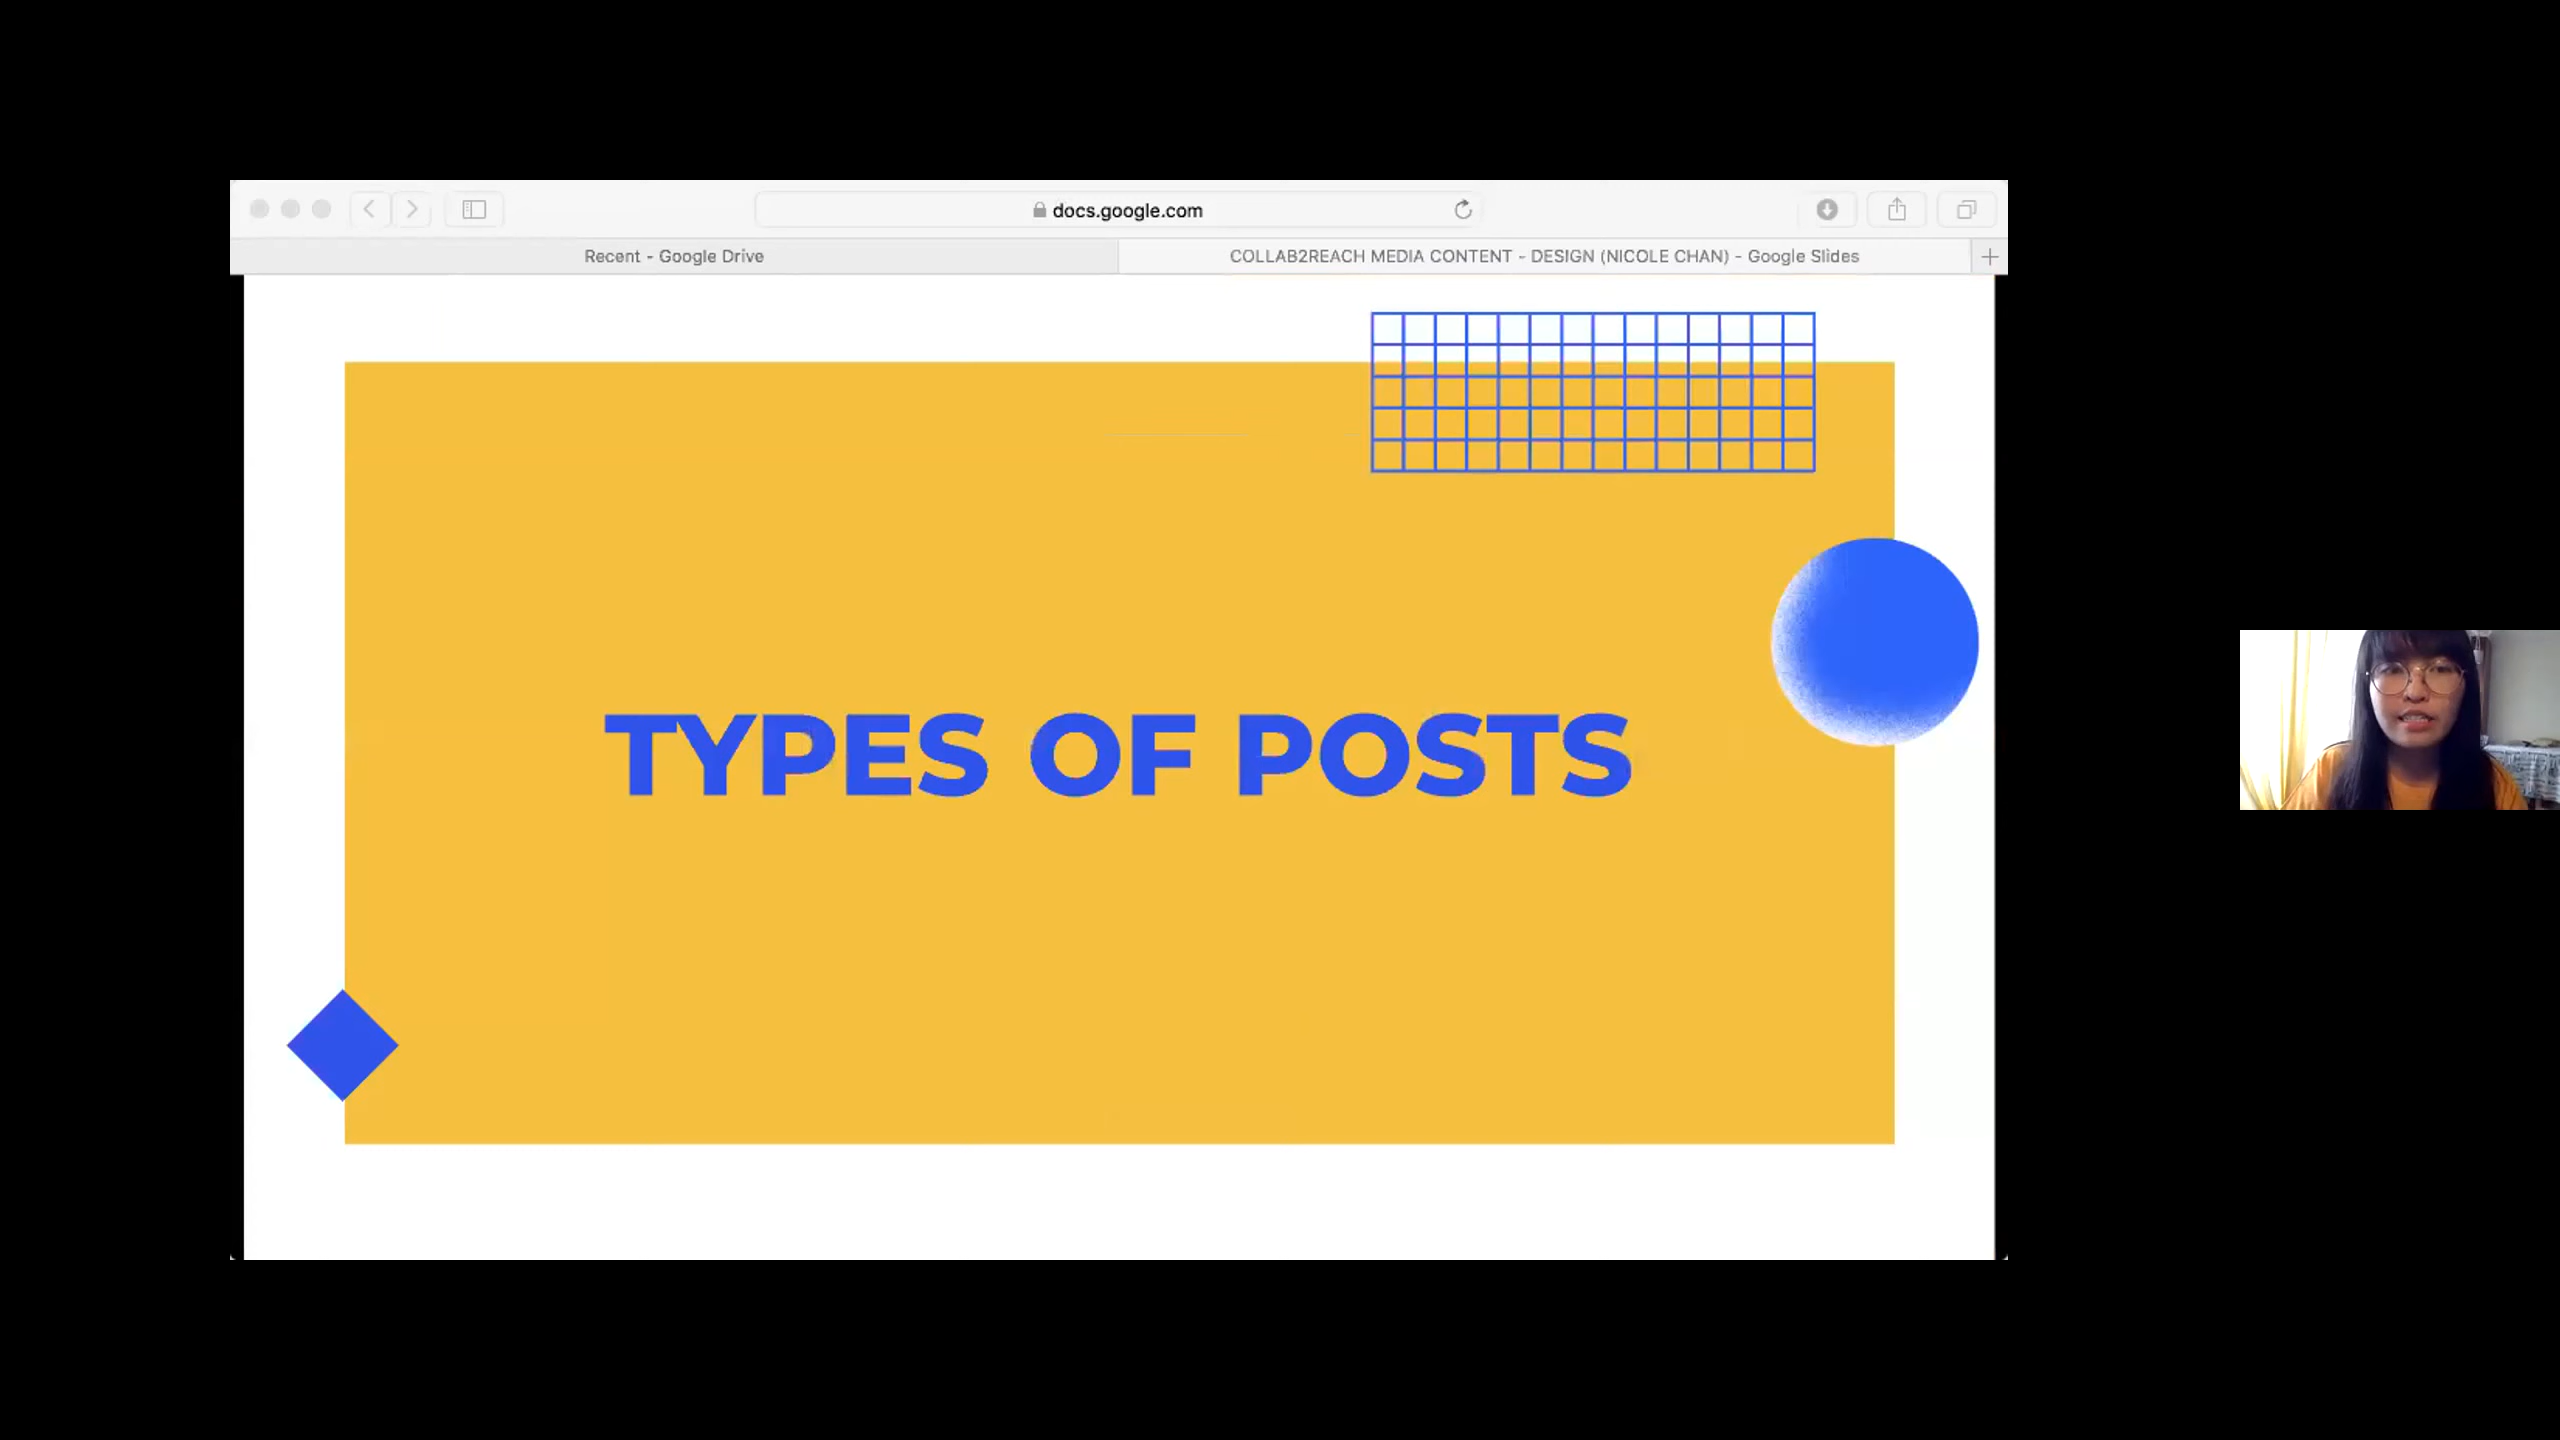 docs.google.com
Recent - Google Drive
COLLAB2REACH MEDIA CONTENT - DESIGN (NICOLE CHAN) - Google Slides
TYPES OF POSTS